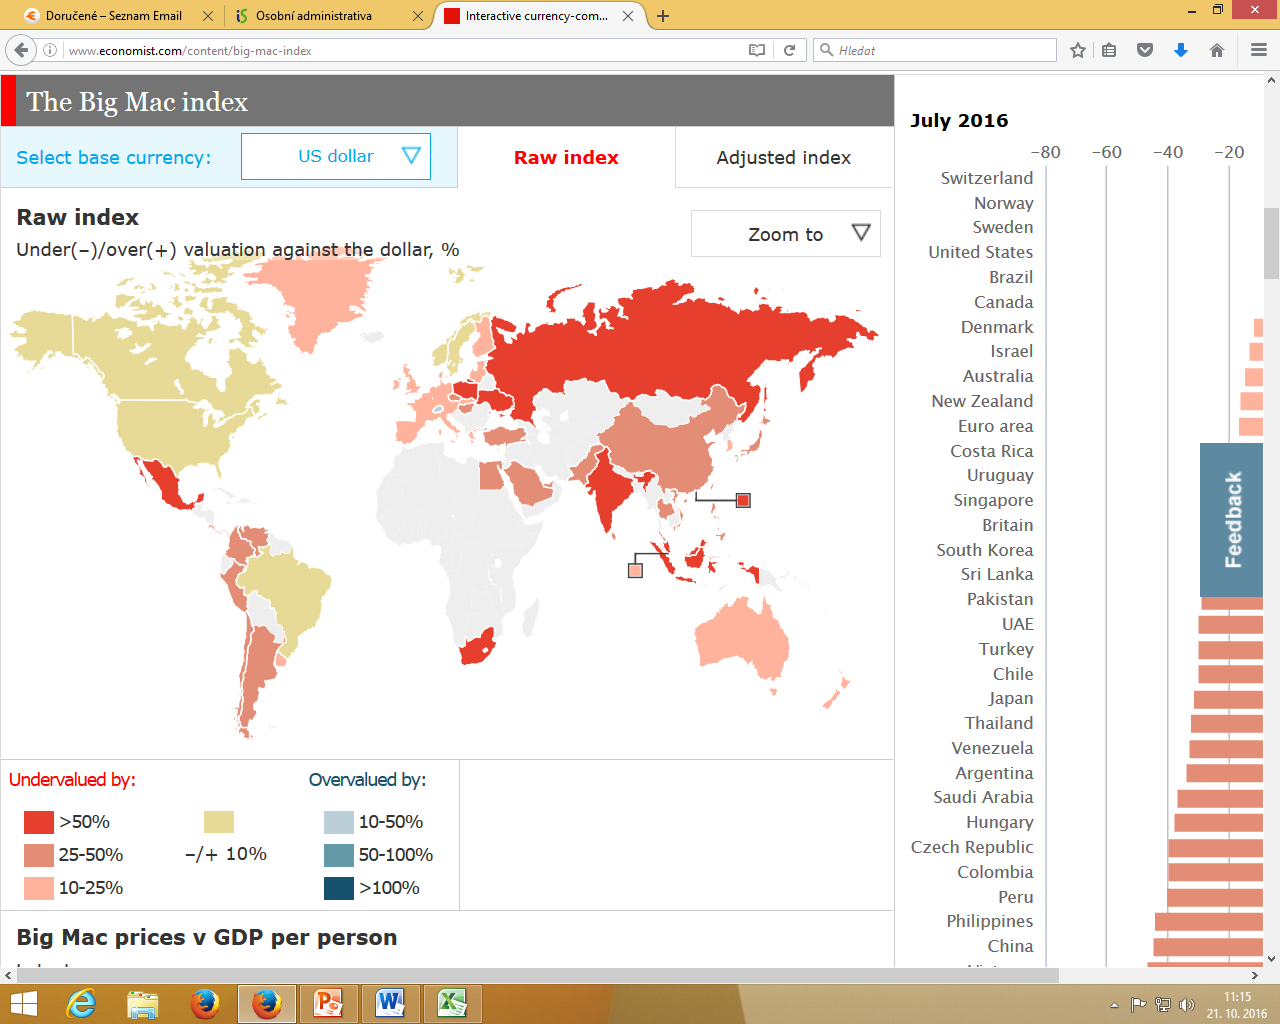 Doručené – Seznam Email
Osobní administrativa
Interactive currency-com...
www.economist.com/content/big-mac-index
Hledat
The Big Mac index
Select base currency:
US dollar
Raw index
Adjusted index
Raw index
Under(–)/over(+) valuation against the dollar, %
Zoom to
Undervalued by:
Overvalued by:
>50%
10-50%
25-50%
–/+ 10%
50-100%
10-25%
>100%
Big Mac prices v GDP per person
July 2016
–80
–60
–40
–20
Switzerland
Norway
Sweden
United States
Brazil
Canada
Denmark
Israel
Australia
New Zealand
Euro area
Costa Rica
Uruguay
Singapore
Britain
South Korea
Sri Lanka
Pakistan
UAE
Turkey
Chile
Japan
Thailand
Venezuela
Argentina
Saudi Arabia
Hungary
Czech Republic
Colombia
Peru
Philippines
China
Feedback
11:15
21. 10. 2016